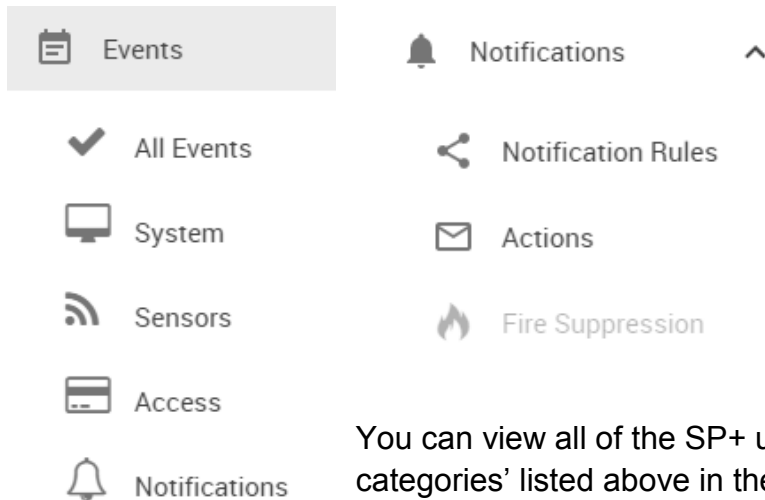 Events
All Events
System
Sensors
Access
Notifications
Notifications
Notification Rules
Actions
Fire Suppression
You can view all of the SP+
categories’ listed above in the